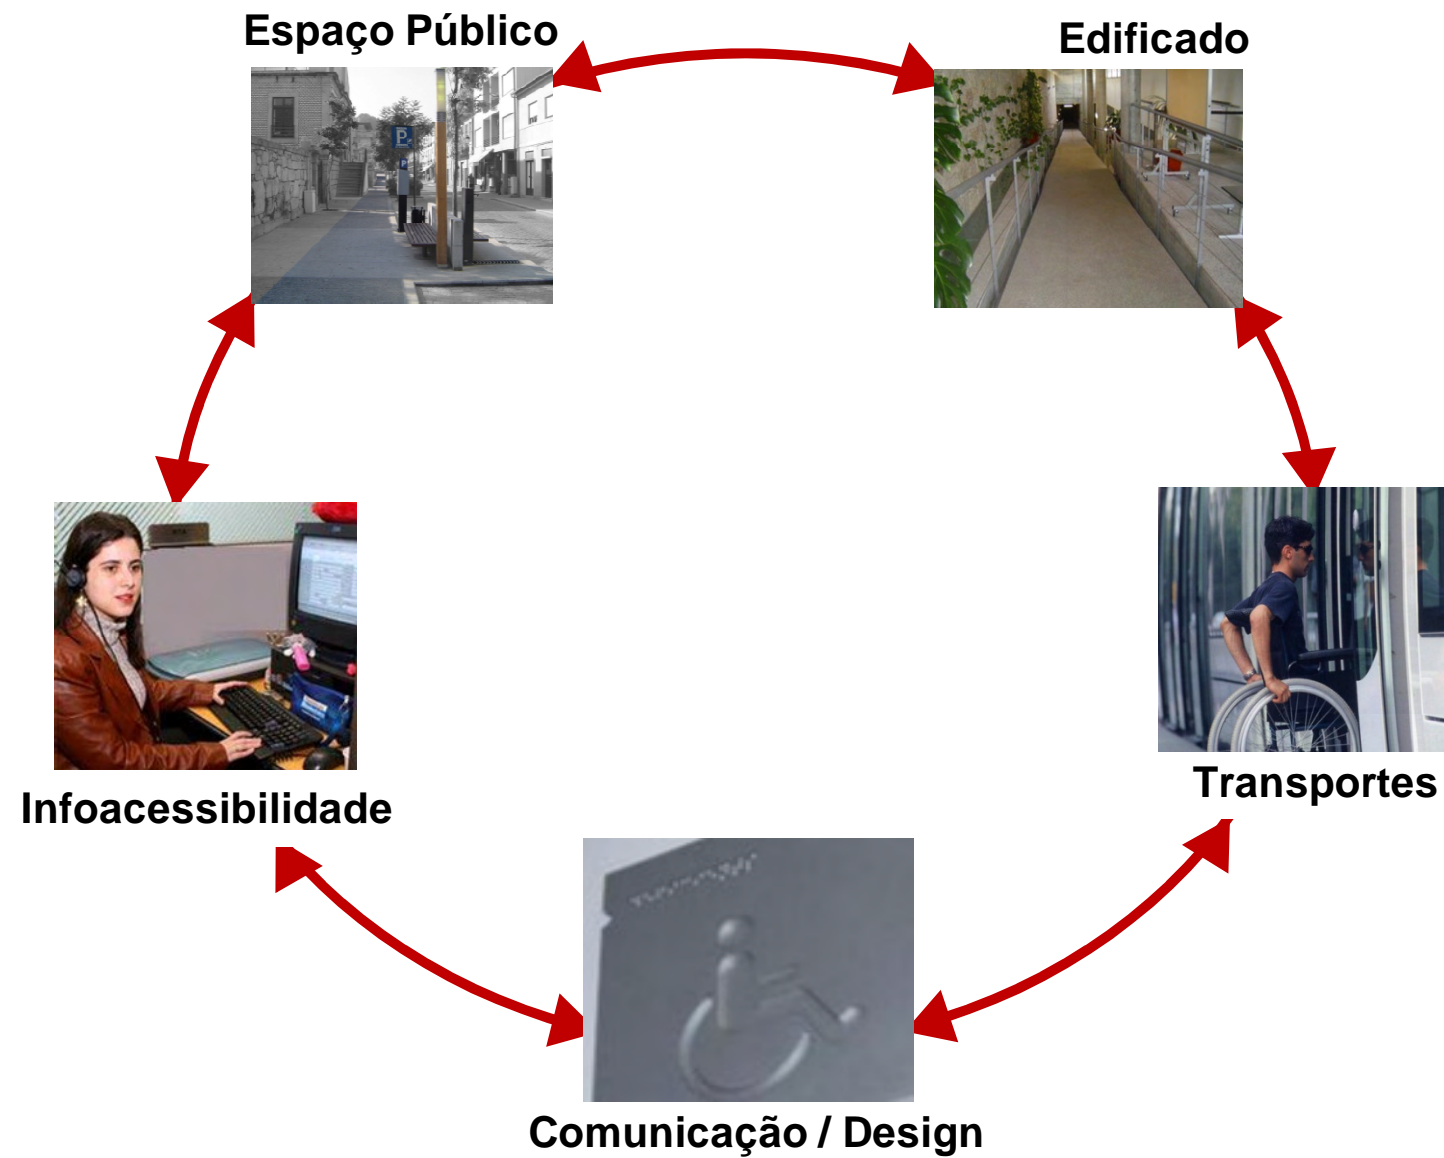 Espaço Público
Edificado
P
Infoacessibilidade
Transportes
Comunicação / Design